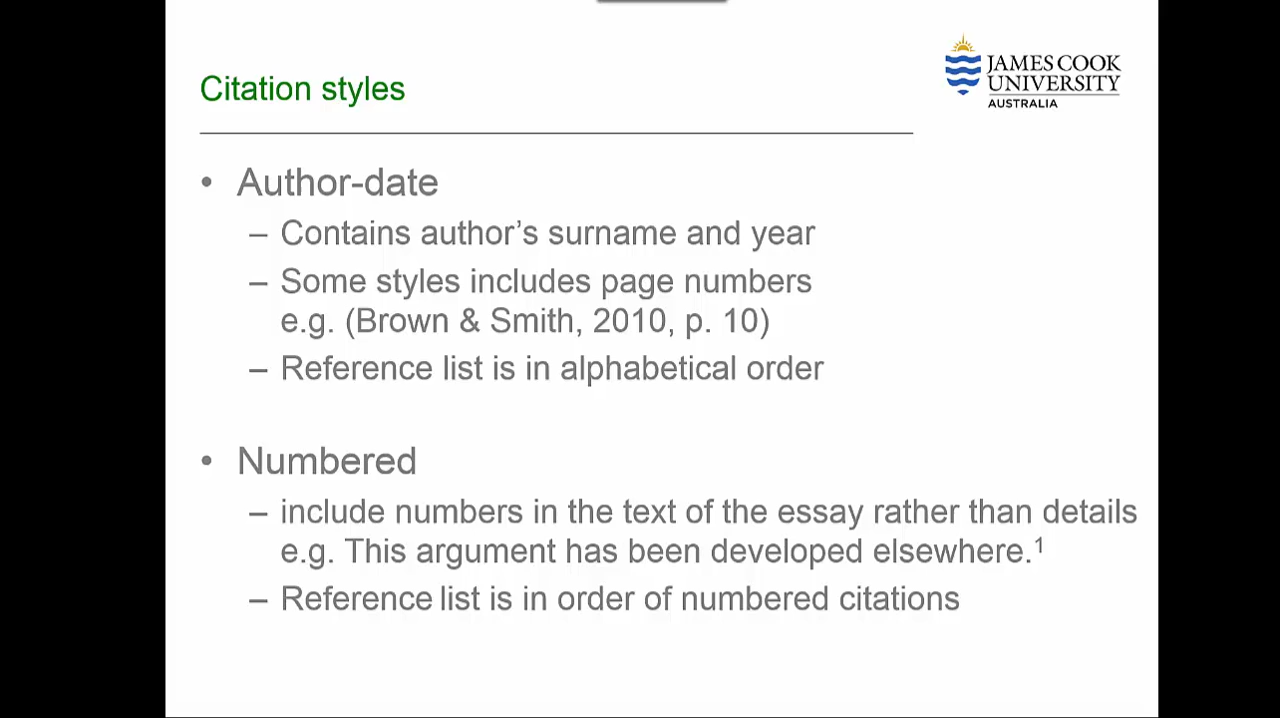 Citation styles
JAMES COOK
UNIVERSITY
AUSTRALIA
• Author-date
– Contains author’s surname and year
– Some styles includes page numbers
e.g. (Brown & Smith, 2010, p. 10)
– Reference list is in alphabetical order
• Numbered
– include numbers in the text of the essay rather than details
e.g. This argument has been developed elsewhere.¹
– Reference list is in order of numbered citations